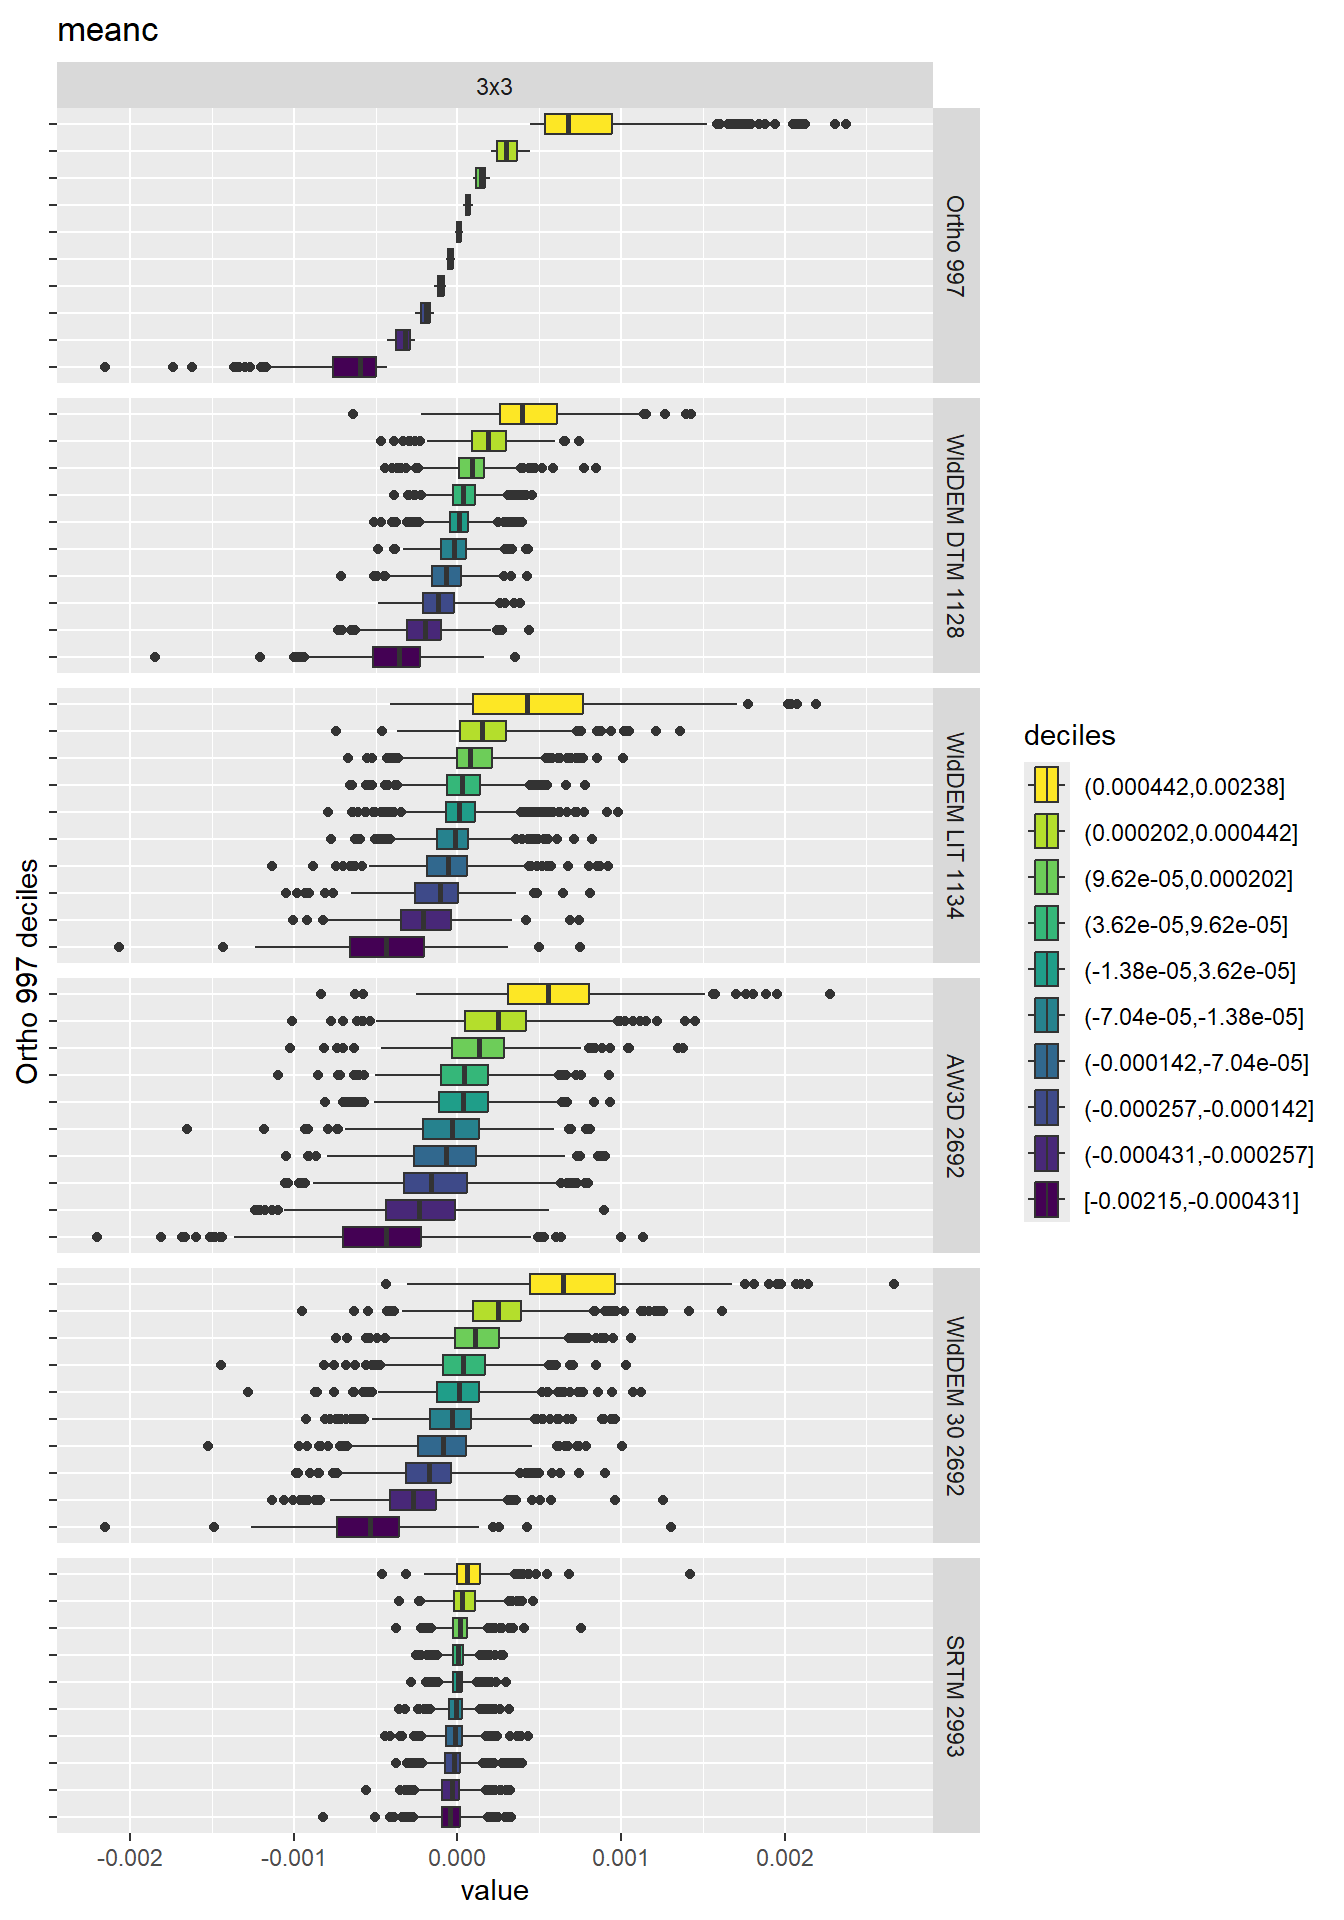 meanc
3x3
Ortho 997
WldDEM DTM 1128
WldDEM LIT 1134
AW3D 2692
WldDEM 30 2692
SRTM 2993
Ortho 997 deciles
-0.002
-0.001
0.000
0.001
0.002
value
deciles
(0.000442,0.00238]
(0.000202,0.000442]
(9.62e-05,0.000202]
(3.62e-05,9.62e-05]
(-1.38e-05,3.62e-05]
(-7.04e-05,-1.38e-05]
(-0.000142,-7.04e-05]
(-0.000257,-0.000142]
(-0.000431,-0.000257]
[-0.00215,-0.000431]